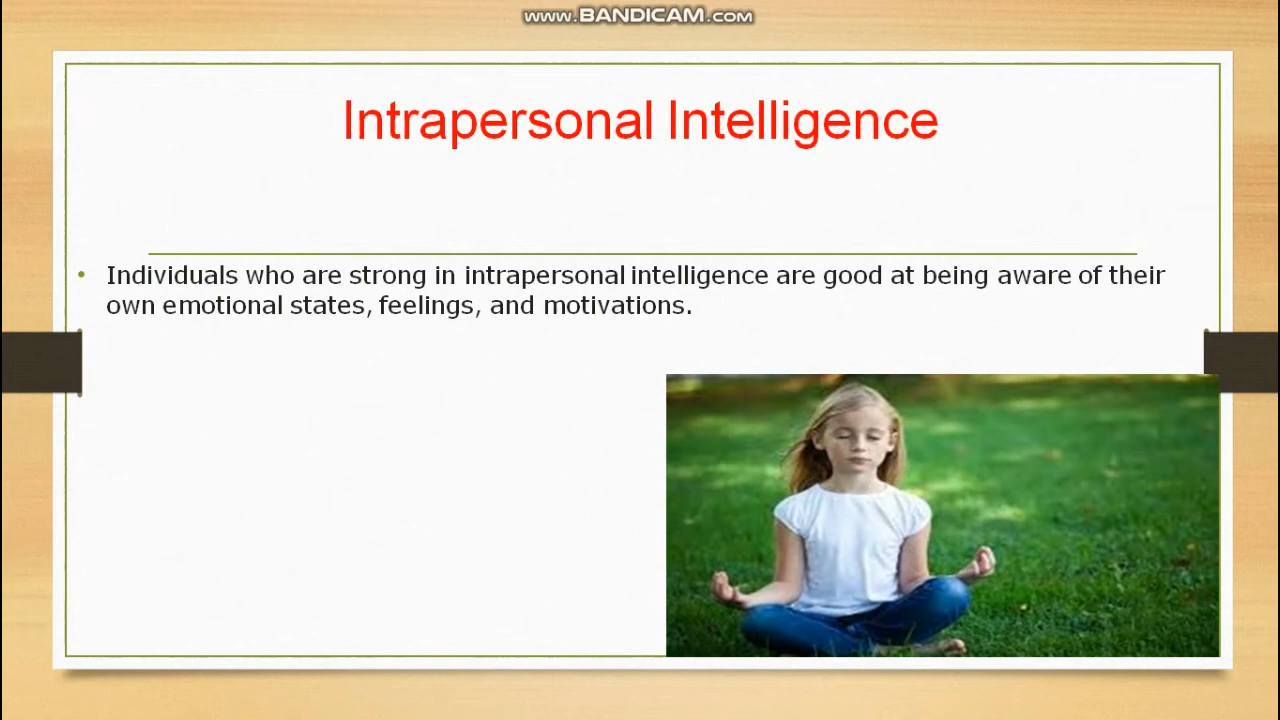 www.BANDICAM.com
Intrapersonal Intelligence
• Individuals who are strong in intrapersonal intelligence are good at being aware of their
own emotional states, feelings, and motivations.